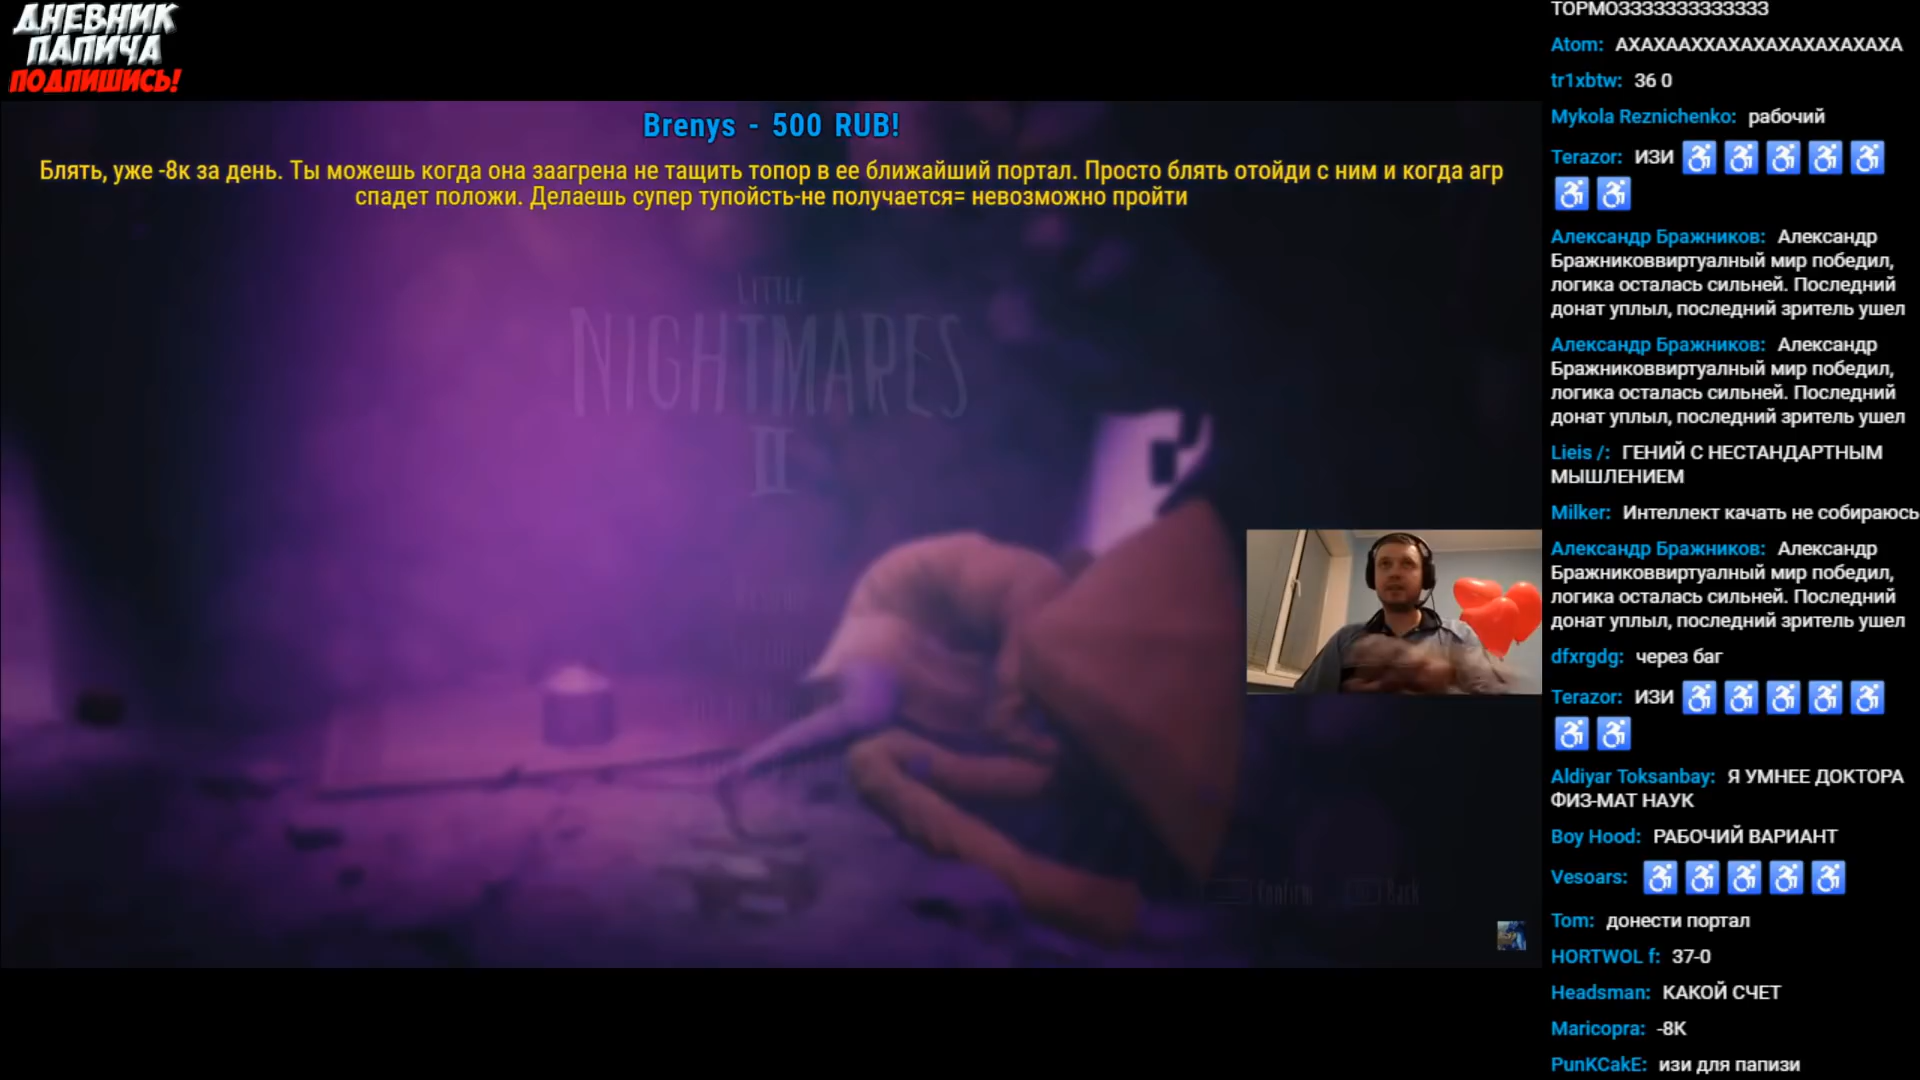 ДНЕВНИК
ПАПИЧА
ПОДПИШИСЬ!
Brenys - 500 RUB!
Блять, уже -8к за день. Ты можешь когда она заагрена не тащить топор в ее ближайший портал. Просто блять отойди с ним и когда агр
спадет положи. Делаешь супер тупойсть-не получается= невозможно пройти
LITTLE
NIGHTMARES
II
Confirm
Back
ТОРМОЗЗЗЗЗЗЗЗЗЗЗЗЗ
Atom: АХАХААХХАХАХАХАХАХАХАХА
tr1xbtw: 36 0
Mykola Reznichenko: рабочий
Terazor: ИЗИ ♿ ♿ ♿ ♿ ♿
♿ ♿
Александр Бражников: Александр
Бражниковвиртуалный мир победил,
логика осталась сильней. Последний
донат уплыл, последний зритель ушел
Александр Бражников: Александр
Бражниковвиртуалный мир победил,
логика осталась сильней. Последний
донат уплыл, последний зритель ушел
Lieis /: ГЕНИЙ С НЕСТАНДАРТНЫМ
МЫШЛЕНИЕМ
Milker: Интеллект качать не собираюсь
Александр Бражников: Александр
Бражниковвиртуалный мир победил,
логика осталась сильней. Последний
донат уплыл, последний зритель ушел
dfxrgdg: через баг
Terazor: ИЗИ ♿ ♿ ♿ ♿ ♿
♿ ♿
Aldiyar Toksanbay: Я УМНЕЕ ДОКТОРА
ФИЗ-МАТ НАУК
Boy Hood: РАБОЧИЙ ВАРИАНТ
Vesoars: ♿ ♿ ♿ ♿ ♿
Tom: донести портал
HORTWOL f: 37-0
Headsman: КАКОЙ СЧЕТ
Maricopra: -8К
PunKCakE: изи для папизи